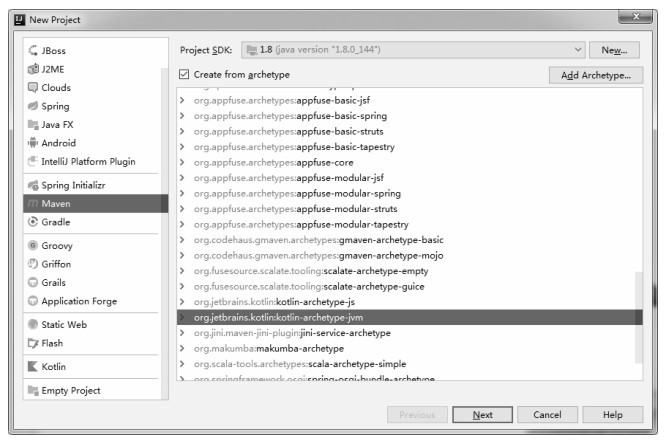 New Project
JBoss
J2ME
Clouds
Spring
Java FX
Android
IntelliJ Platform Plugin
Spring Initializr
Maven
Gradle
Groovy
Griffon
Grails
Application Forge
Static Web
Flash
Kotlin
Empty Project
Project SDK: 1.8 (java version "1.8.0_144") New...
Create from archetype Add Archetype...
org.appfuse.archetypes:appfuse-basic-jsf
org.appfuse.archetypes:appfuse-basic-spring
org.appfuse.archetypes:appfuse-basic-struts
org.appfuse.archetypes:appfuse-basic-tapestry
org.appfuse.archetypes:appfuse-core
org.appfuse.archetypes:appfuse-modular-jsf
org.appfuse.archetypes:appfuse-modular-spring
org.appfuse.archetypes:appfuse-modular-struts
org.appfuse.archetypes:appfuse-modular-tapestry
org.codehaus.gmaven.archetypes:gmaven-archetype-basic
org.codehaus.gmaven.archetypes:gmaven-archetype-mojo
org.fusesource.scalate.tooling:scalate-archetype-empty
org.fusesource.scalate.tooling:scalate-archetype-guice
org.jetbrains.kotlin:kotlin-archetype-js
org.jetbrains.kotlin:kotlin-archetype-jvm
org.jini.maven-jini-plugin:jini-service-archetype
org.makumba:makumba-archetype
org.scala-tools.archetypes:scala-archetype-simple
org.springframework.osgi:spring-osgi-bundle-archetype
Previous Next Cancel Help